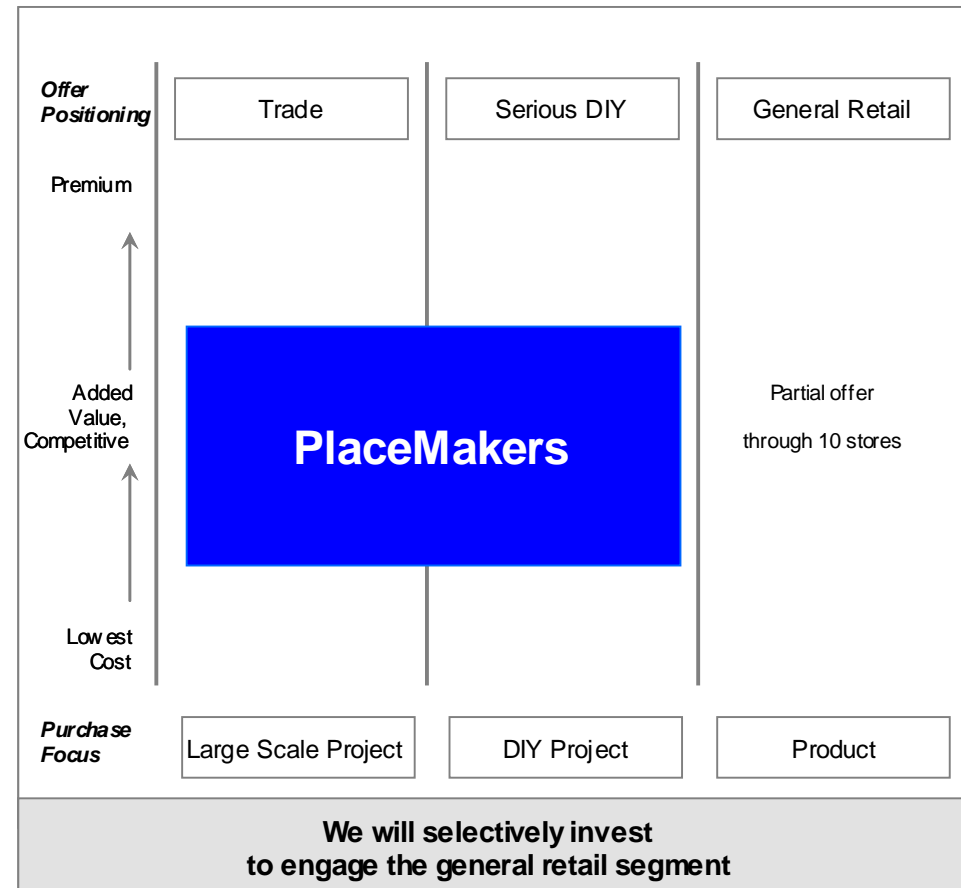 Offer
Positioning
Trade
Serious DIY
General Retail
Premium
Added
Value,
Competitive
PlaceMakers
Partial offer
through 10 stores
Lowest
Cost
Purchase
Focus
Large Scale Project
DIY Project
Product
We will selectively invest
to engage the general retail segment